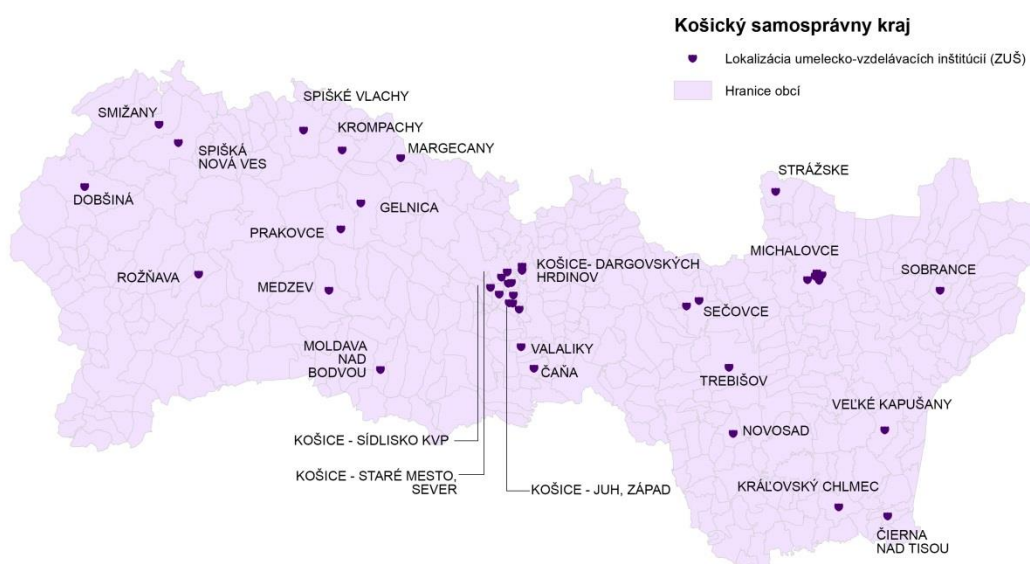 Košický samosprávny kraj
Lokalizácia umelecko-vzdelávacích inštitúcií (ZUŠ)
Hranice obcí
SPIŠKÉ VLACHY
SMIŽANY
KROMPACHY
SPIŠKÁ
NOVÁ VES
MARGECANY
STRÁŽSKE
DOBŠINÁ
GELNICA
PRAKOVCE
MICHALOVCE
KOŠICE- DARGOVSKÝCH
HRDINOV
SOBRANCE
ROŽŇAVA
MEDZEV
SEČOVCE
MOLDAVA
NAD
BODVOU
VALALIKY
ČAŇA
TREBIŠOV
VEĽKÉ KAPUŠANY
NOVOSAD
KOŠICE - SÍDLISKO KVP
KOŠICE - STARÉ MESTO,
SEVER
KOŠICE - JUH, ZÁPAD
KRÁĽOVSKÝ CHLMEC
ČIERNA
NAD TISOU